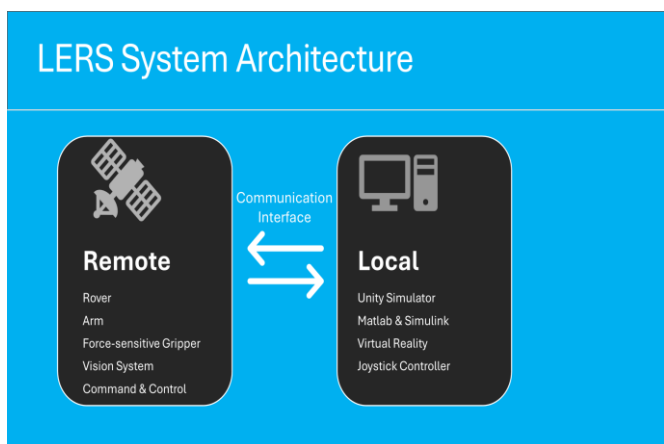 LERS System Architecture
Communication
Interface
Remote
Rover
Arm
Force-sensitive Gripper
Vision System
Command & Control
Local
Unity Simulator
Matlab & Simulink
Virtual Reality
Joystick Controller